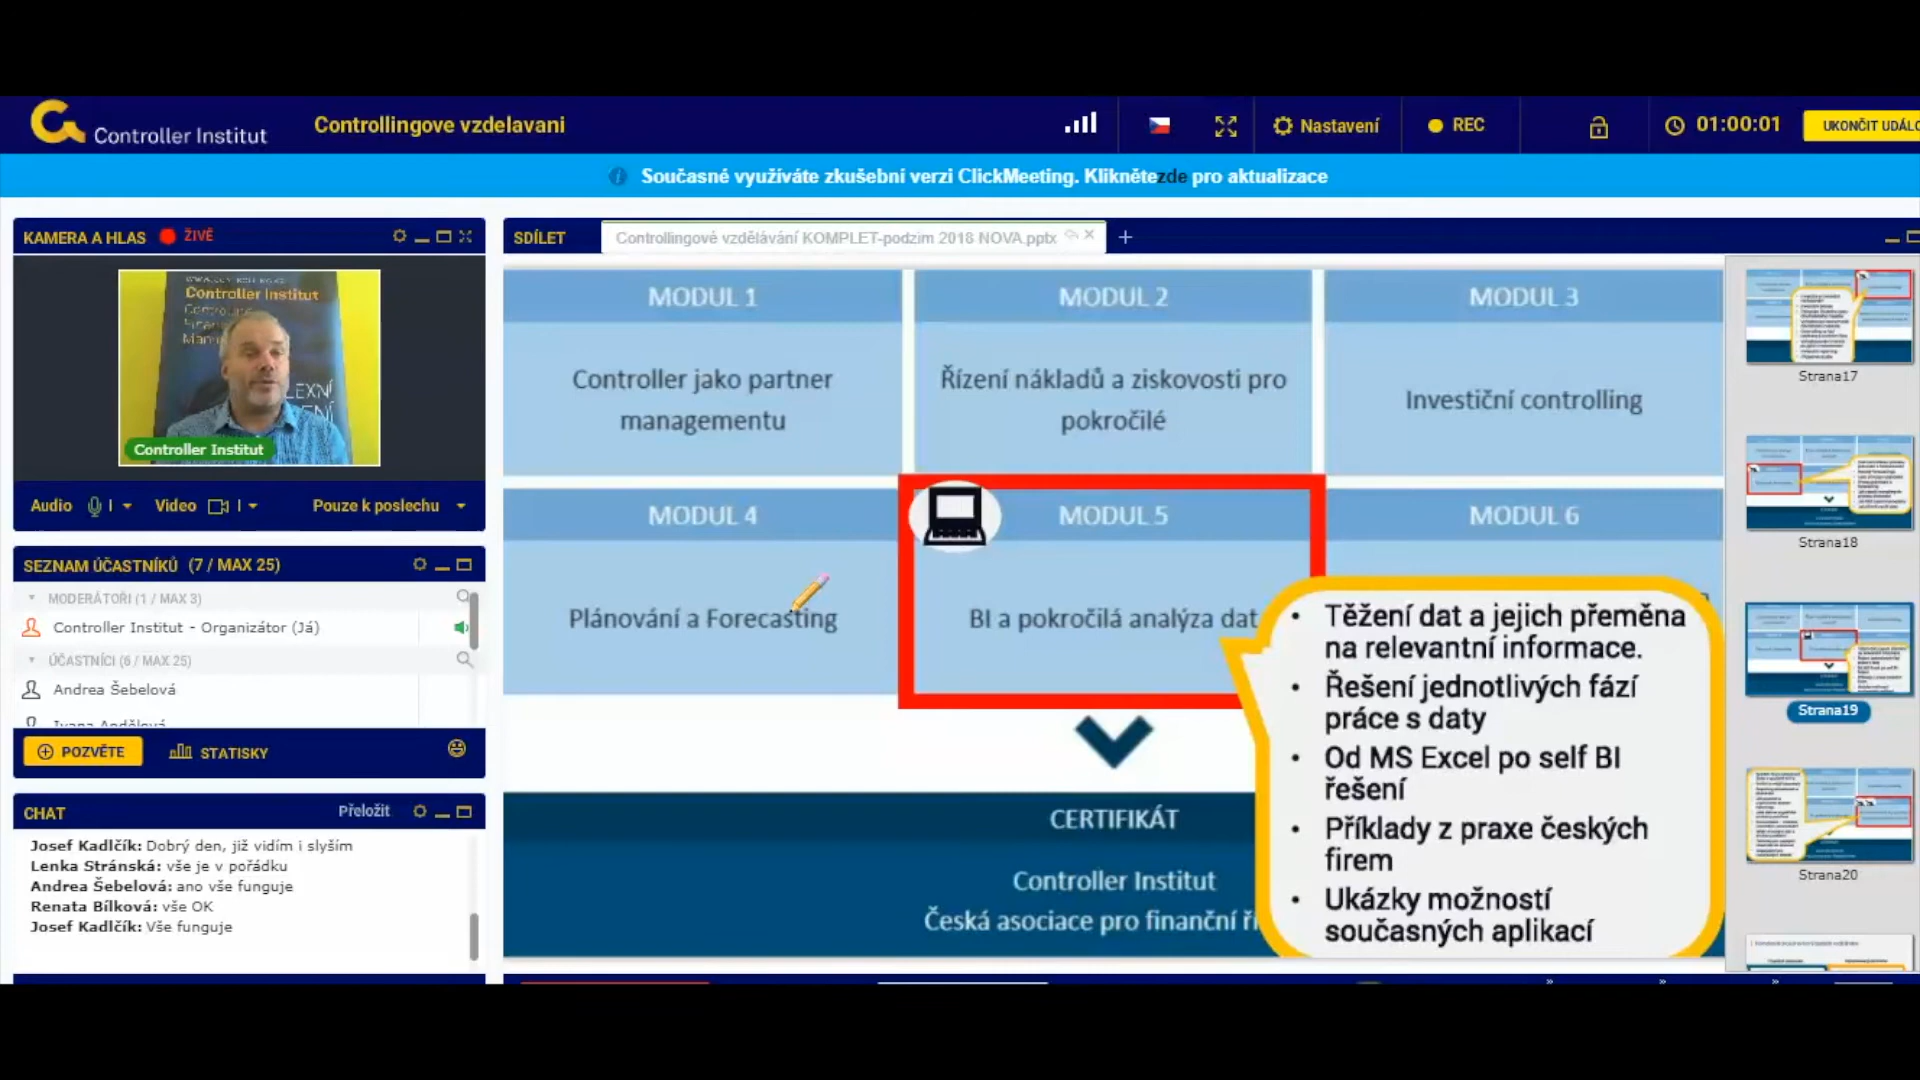 Controller Institut
Controllingove vzdelavani
Nastavení
REC
01:00:01
UKONČIT UDÁLO
Současné využíváte zkušební verzi ClickMeeting. Klikněte zde pro aktualizace
KAMERA A HLAS
ŽIVĚ
Controller Institut
Controller Institut
Audio
Video
Pouze k poslechu
SEZNAM ÚČASTNÍKŮ (7 / MAX 25)
MODERÁTOŘI (1 / MAX 3)
Controller Institut - Organizátor (Já)
ÚČASTNÍCI (6 / MAX 25)
Andrea Šebelová
Ivana Andělová
POZVĚTE
STATISKY
CHAT
Přeložit
Josef Kadlčík: Dobrý den, již vidím i slyším
Lenka Stránská: vše je v pořádku
Andrea Šebelová: ano vše funguje
Renata Bílková: vše OK
Josef Kadlčík: Vše funguje
SDÍLET
Controllingové vzdělávání KOMPLET-podzim 2018 NOVA.pptx
MODUL 1
Controller jako partner
managementu
MODUL 2
Řízení nákladů a ziskovosti pro
pokročilé
MODUL 3
Investiční controlling
MODUL 4
Plánování a Forecasting
MODUL 5
BI a pokročilá analýza dat
MODUL 6
• Těžení dat a jejich přeměna
na relevantní informace.
• Řešení jednotlivých fází
práce s daty
• Od MS Excel po self BI
řešení
• Příklady z praxe českých
firem
• Ukázky možností
současných aplikací
CERTIFIKÁT
Controller Institut
Česká asociace pro finanční ří
Strana17
Strana18
Strana19
Strana20